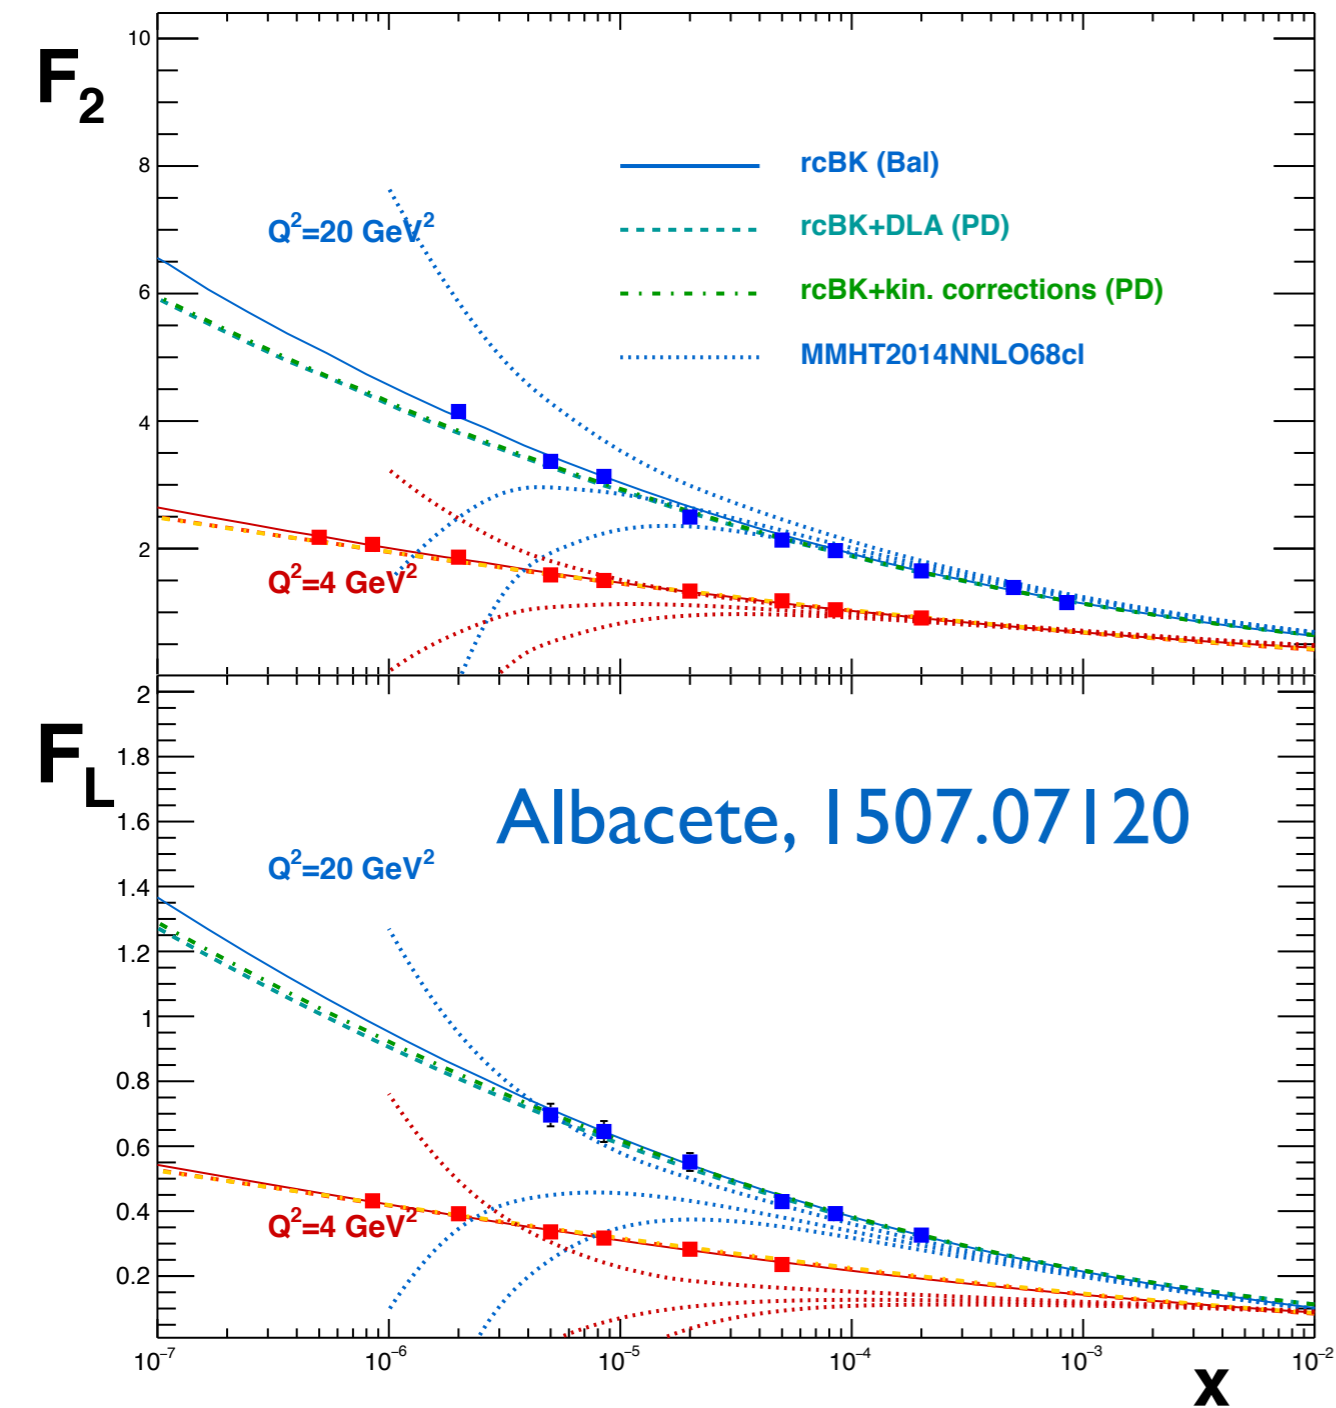 F2
10
8
6
4
2
rcBK (Bal)
rcBK+DLA (PD)
rcBK+kin. corrections (PD)
MMHT2014NNLO68cl
Q²=20 GeV²
Q²=4 GeV²
FL
2
1.8
1.6
1.4
1.2
1
0.8
0.6
0.4
0.2
Albacete, 1507.07120
Q²=20 GeV²
Q²=4 GeV²
10⁻⁷ 10⁻⁶ 10⁻⁵ 10⁻⁴ 10⁻³ 10⁻²
x